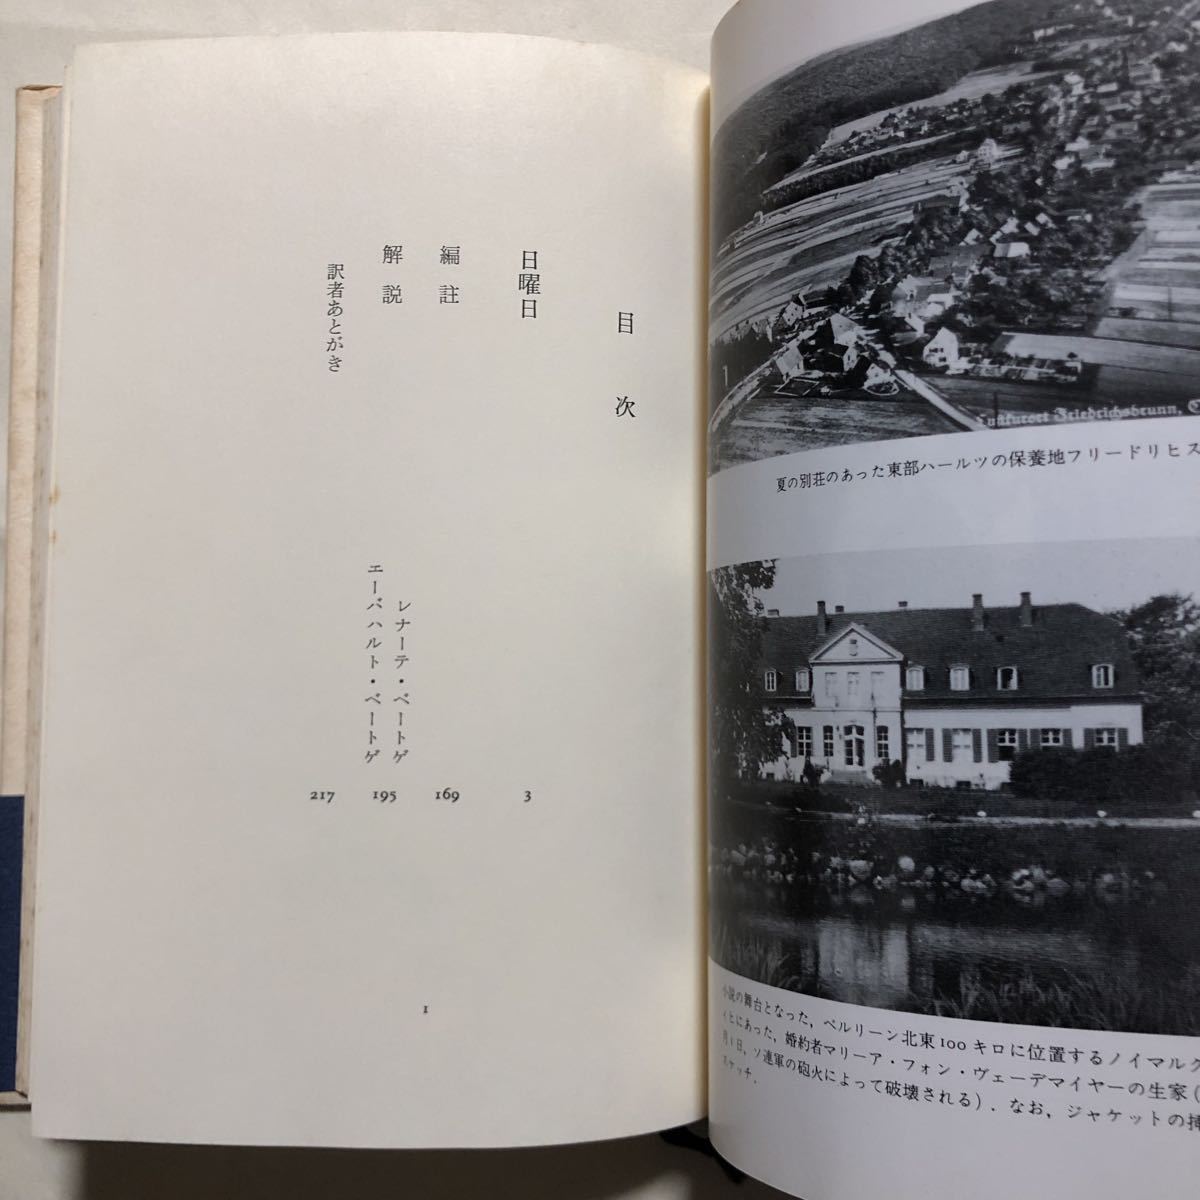 目次
日曜日 3
編註 169
解説 レナーテ・ベートゲ エーバハルト・ベートゲ 195
訳者あとがき 217
1
Luftkurort Friedrichsbrunn,
夏の別荘のあった東部ハールツの保養地フリードリヒス
小説の舞台となった，ベルリーン北東100キロに位置するノイマルク
イヒにあった，婚約者マリーア・フォン・ヴェーデマイヤーの生家（
月1日，ソ連軍の砲火によって破壊される）．なお，ジャケットの挿
スケッチ．